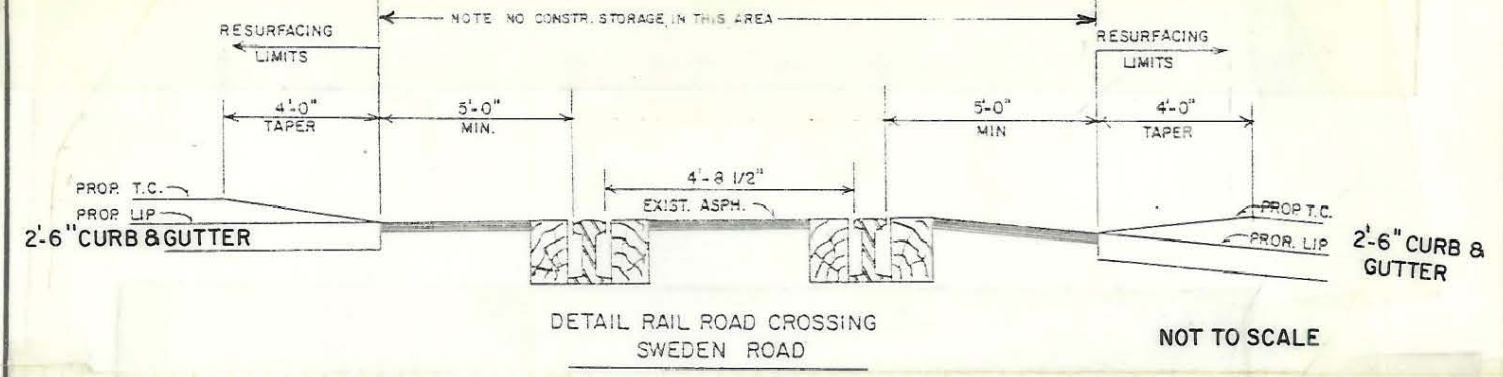 NOTE NO CONSTR. STORAGE IN THIS AREA
RESURFACING
LIMITS
RESURFACING
LIMITS
4'-0"
TAPER
5'-0"
MIN.
5'-0"
MIN
4'-0"
TAPER
4'-8 1/2"
EXIST. ASPH.
PROP. T.C.
PROP. LIP
2'-6" CURB & GUTTER
PROP T.C.
PROP. LIP
2'-6" CURB &
GUTTER
DETAIL RAIL ROAD CROSSING
SWEDEN ROAD
NOT TO SCALE